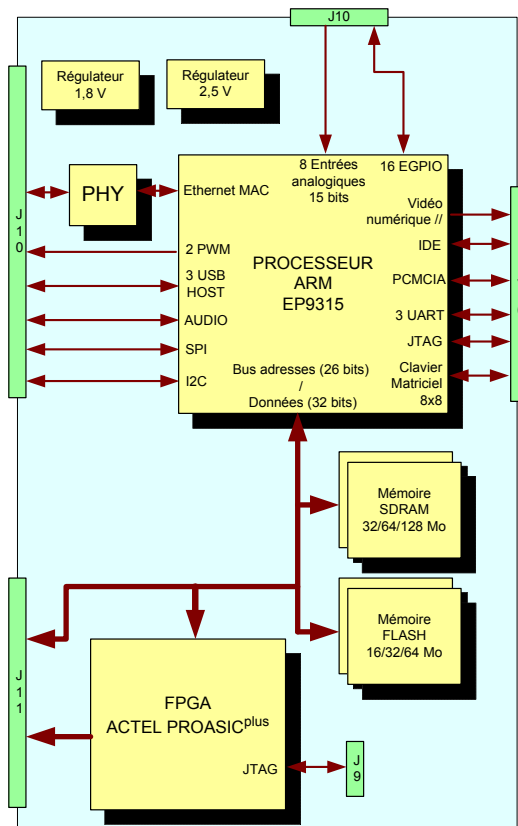 J10
Régulateur
1,8 V
Régulateur
2,5 V
J
1
0
PHY
Ethernet MAC
8 Entrées
analogiques
15 bits
16 EGPIO
Vidéo
numérique //
2 PWM
IDE
3 USB
HOST
PROCESSEUR
ARM
EP9315
PCMCIA
AUDIO
3 UART
SPI
JTAG
I2C
Bus adresses (26 bits)
/
Données (32 bits)
Clavier
Matriciel
8x8
Mémoire
SDRAM
32/64/128 Mo
Mémoire
FLASH
16/32/64 Mo
J
1
1
FPGA
ACTEL PROASICplus
JTAG
J
9